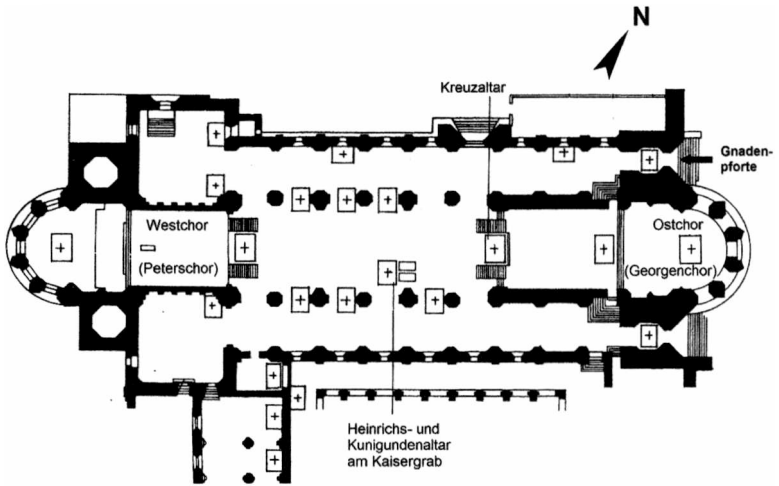 N
Kreuzaltar
Gnaden-
pforte
Westchor
(Peterschor)
Ostchor
(Georgenchor)
Heinrichs- und
Kunigundenaltar
am Kaisergrab